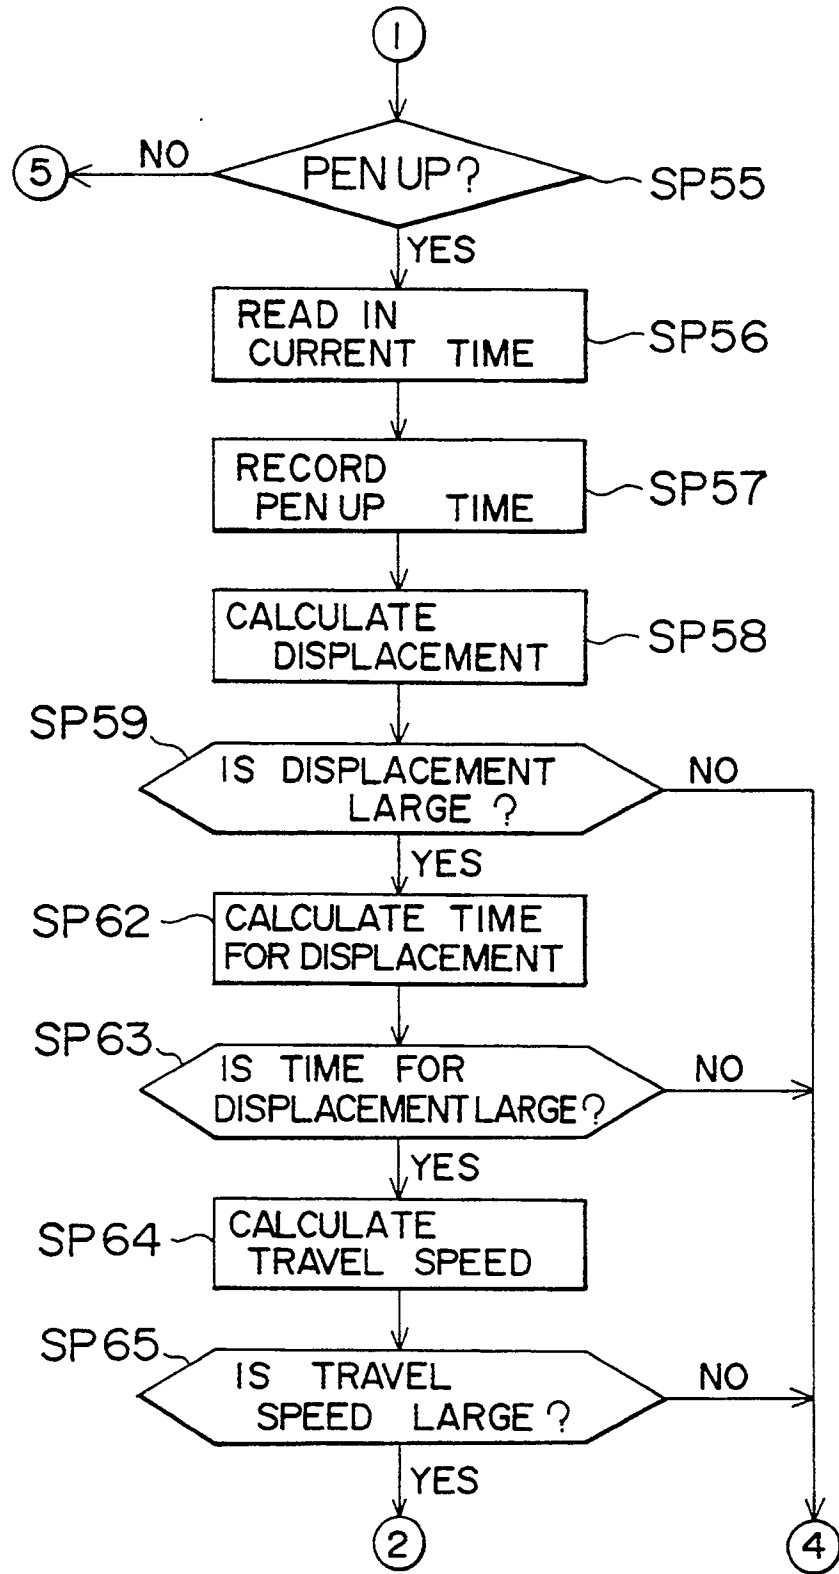 1
PEN UP?
NO
5
SP55
YES
READ IN
CURRENT TIME
SP56
RECORD
PEN UP TIME
SP57
CALCULATE
DISPLACEMENT
SP58
SP59
IS DISPLACEMENT
LARGE ?
NO
YES
SP62
CALCULATE TIME
FOR DISPLACEMENT
SP63
IS TIME FOR
DISPLACEMENT LARGE?
NO
YES
SP64
CALCULATE
TRAVEL SPEED
SP65
IS TRAVEL
SPEED LARGE ?
NO
YES
2
4